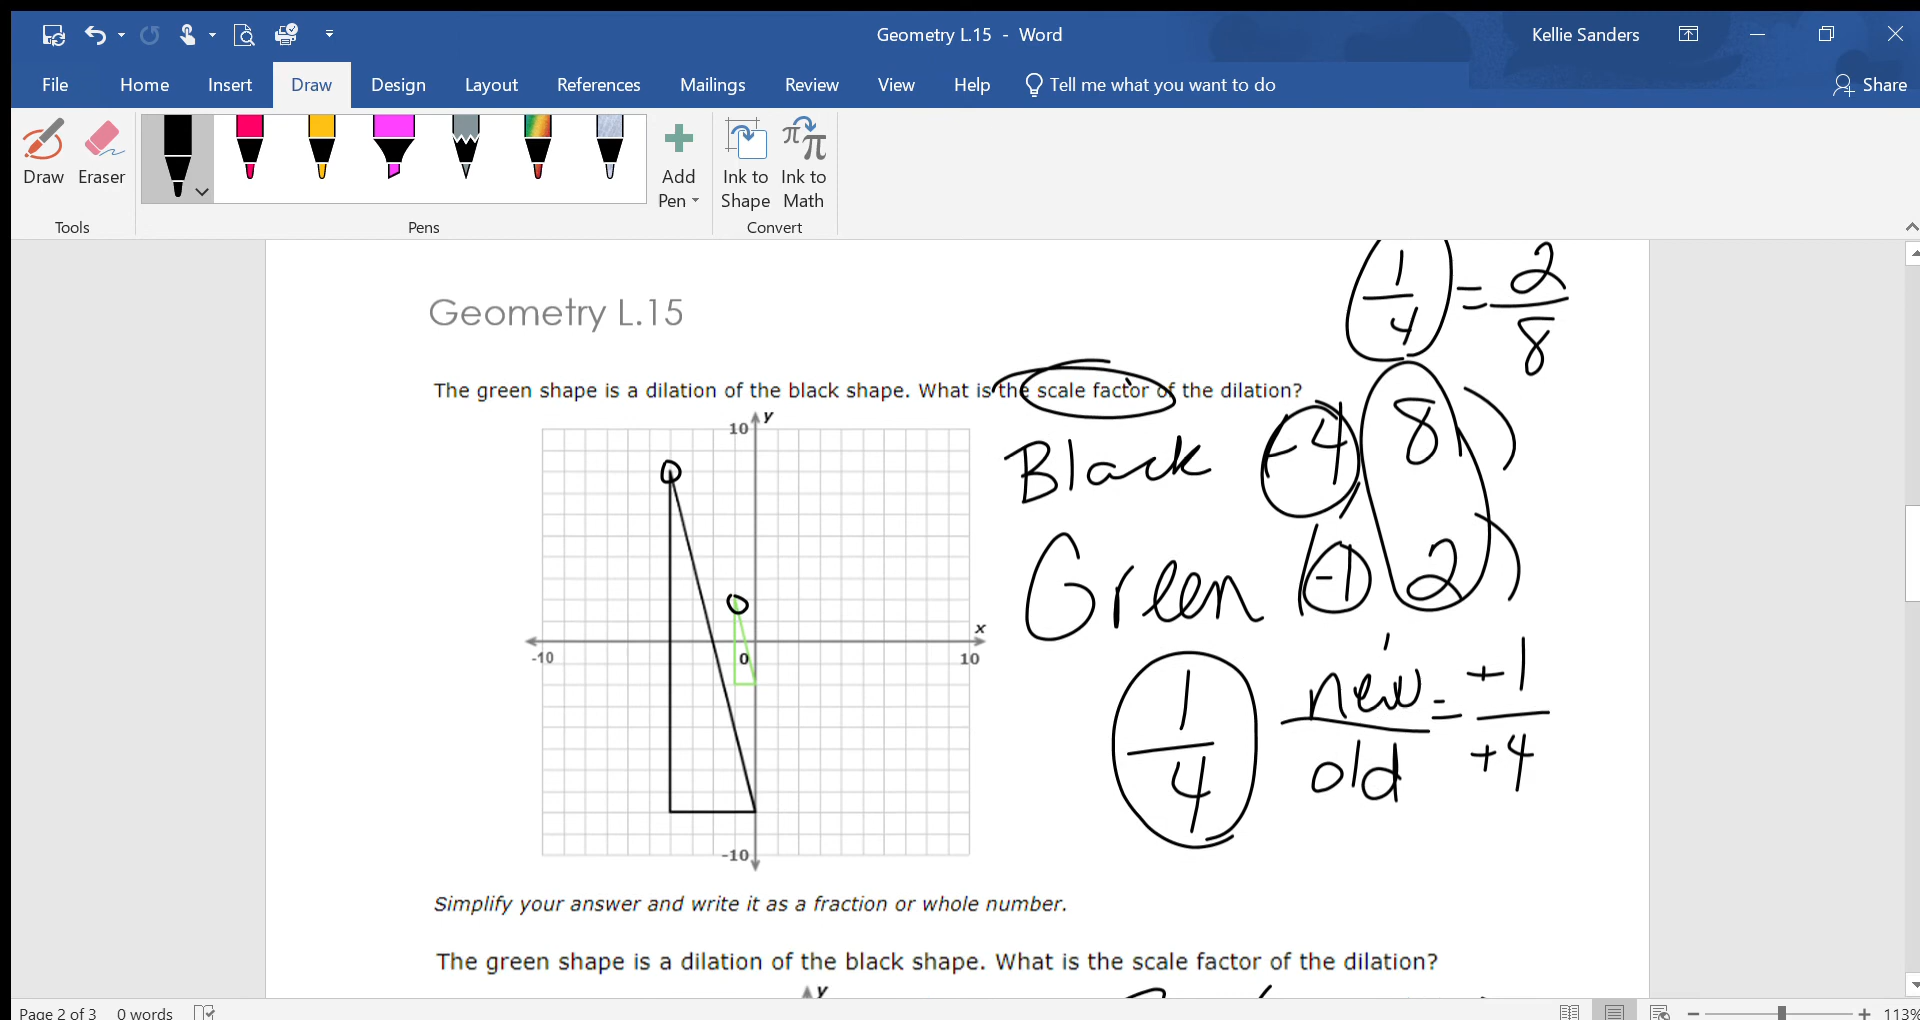 Geometry L.15 - Word
Kellie Sanders
File Home Insert Draw Design Layout References Mailings Review View Help Tell me what you want to do Share
Draw Eraser
Add Pen
Ink to Shape
Ink to Math
Tools
Pens
Convert
1/4 = 2/8
Geometry L.15
The green shape is a dilation of the black shape. What is the scale factor of the dilation?
Black (-4, 8)
Green (-1, 2)
y
10
x
-10
0
10
-10
1/4
new/old = +1/+4
Simplify your answer and write it as a fraction or whole number.
The green shape is a dilation of the black shape. What is the scale factor of the dilation?
y
Page 2 of 3 0 words
113%